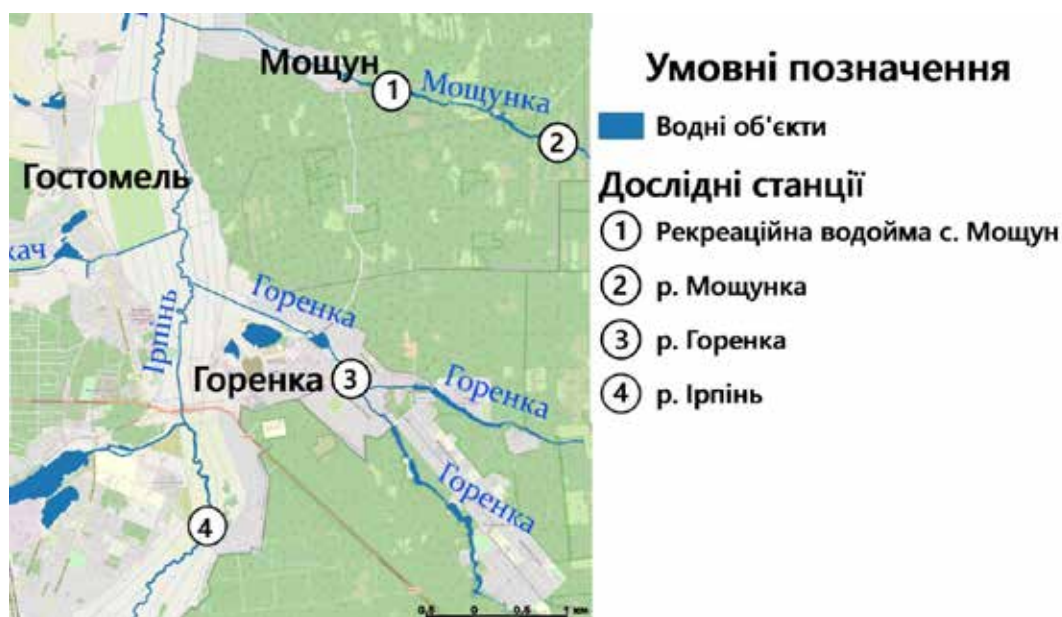 Мощун
Мощунка
Гостомель
кач
Ірпінь
Горенка
Горенка
Горенка
Горенка
0,5 0 0,5 1 км
Умовні позначення
Водні об'єкти
Дослідні станції
1 Рекреаційна водойма с. Мощун
2 р. Мощунка
3 р. Горенка
4 р. Ірпінь
1
2
3
4